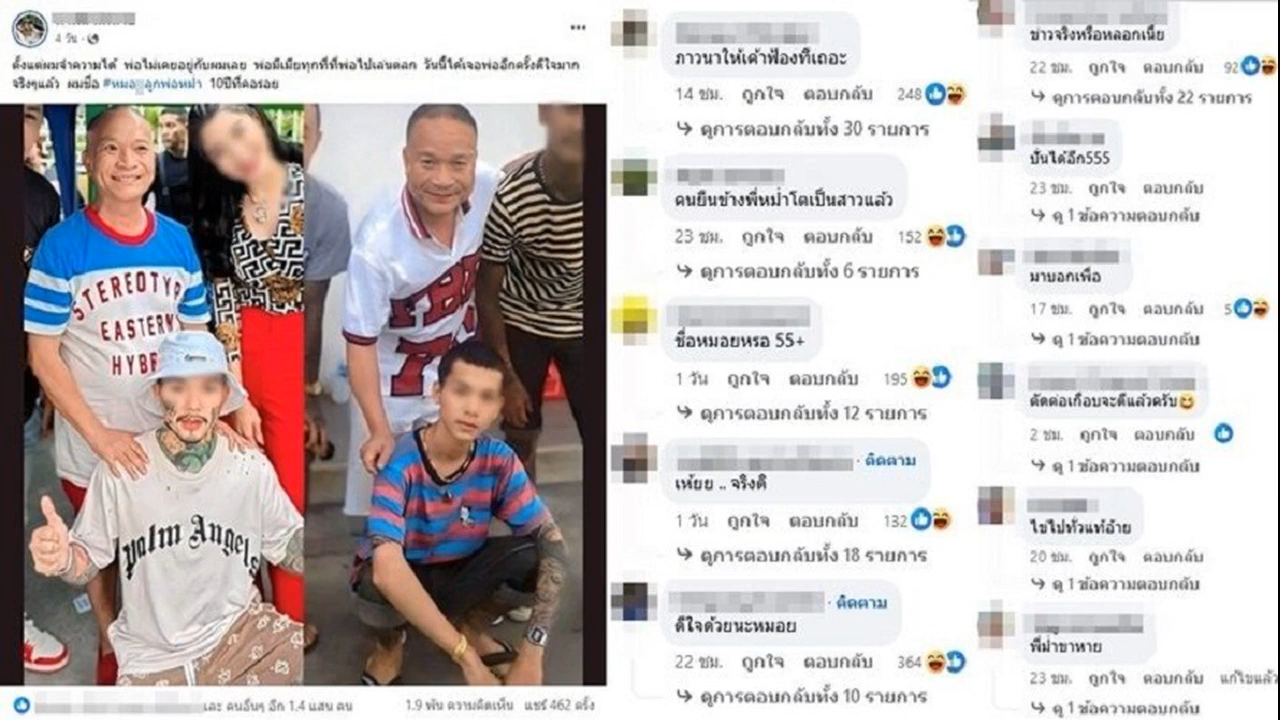 4 วัน
ตั้งแต่ผมจำความได้ พ่อไม่เคยอยู่กับผมเลย พ่อมีเมียทุกที่ที่พ่อไปเล่นตลก วันนี้ได้เจอพ่ออีกครั้งดีใจมาก
จริงๆแล้ว ผมชื่อ #หมอ ลูกพ่อหม่ำ 10ปีที่คอรอย
STEREOTYP
EASTERN
HYBR
palm Angels
และ คนอื่นๆ อีก 1.4 แสน คน
1.9 พัน ความคิดเห็น แชร์ 462 ครั้ง
ภาวนาให้เค้าฟ้องทีเถอะ
14 ชม. ถูกใจ ตอบกลับ 248
ดูการตอบกลับทั้ง 30 รายการ
คนยืนข้างพี่หม่ำโตเป็นสาวแล้ว
23 ชม. ถูกใจ ตอบกลับ 152
ดูการตอบกลับทั้ง 6 รายการ
ชื่อหมอยหรอ 55+
1 วัน ถูกใจ ตอบกลับ 195
ดูการตอบกลับทั้ง 12 รายการ
· ติดตาม
เห้ยย .. จริงดิ
1 วัน ถูกใจ ตอบกลับ 132
ดูการตอบกลับทั้ง 18 รายการ
· ติดตาม
ดีใจด้วยนะหมอย
22 ชม. ถูกใจ ตอบกลับ 364
ดูการตอบกลับทั้ง 10 รายการ
ข่าวจริงหรือหลอกเนี้ย
22 ชม. ถูกใจ ตอบกลับ 92
ดูการตอบกลับทั้ง 22 รายการ
ปั่นได้อีก555
23 ชม. ถูกใจ ตอบกลับ
ดู 1 ข้อความตอบกลับ
มาบอกเพื่อ
17 ชม. ถูกใจ ตอบกลับ 5
ดู 1 ข้อความตอบกลับ
ตัดต่อเกือบจะดีแล้วครับ😆
2 ชม. ถูกใจ ตอบกลับ
ดู 1 ข้อความตอบกลับ
ไข่ไปทั่วแท้อ้าย
20 ชม. ถูกใจ ตอบกลับ
ดู 1 ข้อความตอบกลับ
พี่ม่ำขาหาย
23 ชม. ถูกใจ ตอบกลับ แก้ไขแล้ว
ดู 1 ข้อความตอบกลับ